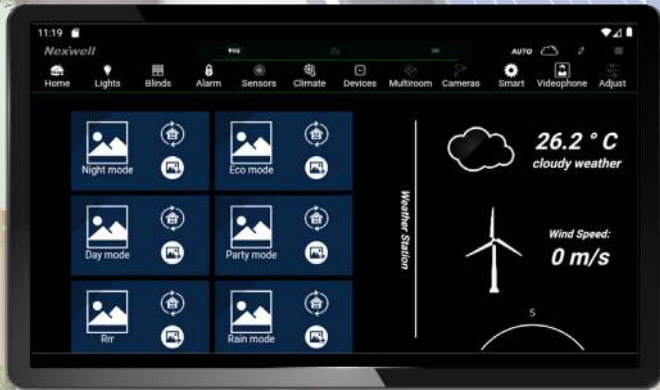 11:19
Nexwell
AUTO
Home Lights Blinds Alarm Sensors Climate Devices Multiroom Cameras Smart Videophone Adjust
Night mode Eco mode
Day mode Party mode
Rrr Rain mode
Weather Station
26.2 ° C
cloudy weather
Wind Speed:
0 m/s
S